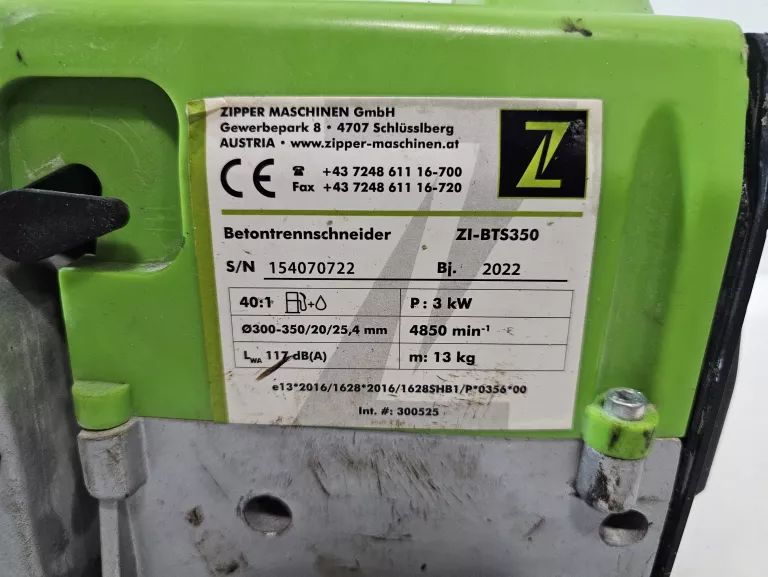 ZIPPER MASCHINEN GmbH
Gewerbepark 8 • 4707 Schlüsslberg
AUSTRIA • www.zipper-maschinen.at
CE
☎ +43 7248 611 16-700
Fax +43 7248 611 16-720
Z
Betontrennschneider ZI-BTS350
S/N 154070722 Bj. 2022
40:1 P: 3 kW
Ø300-350/20/25,4 mm 4850 min⁻¹
LWA 117 dB(A) m: 13 kg
e13*2016/1628*2016/1628SHB1/P*0356*00
Int. #: 300525